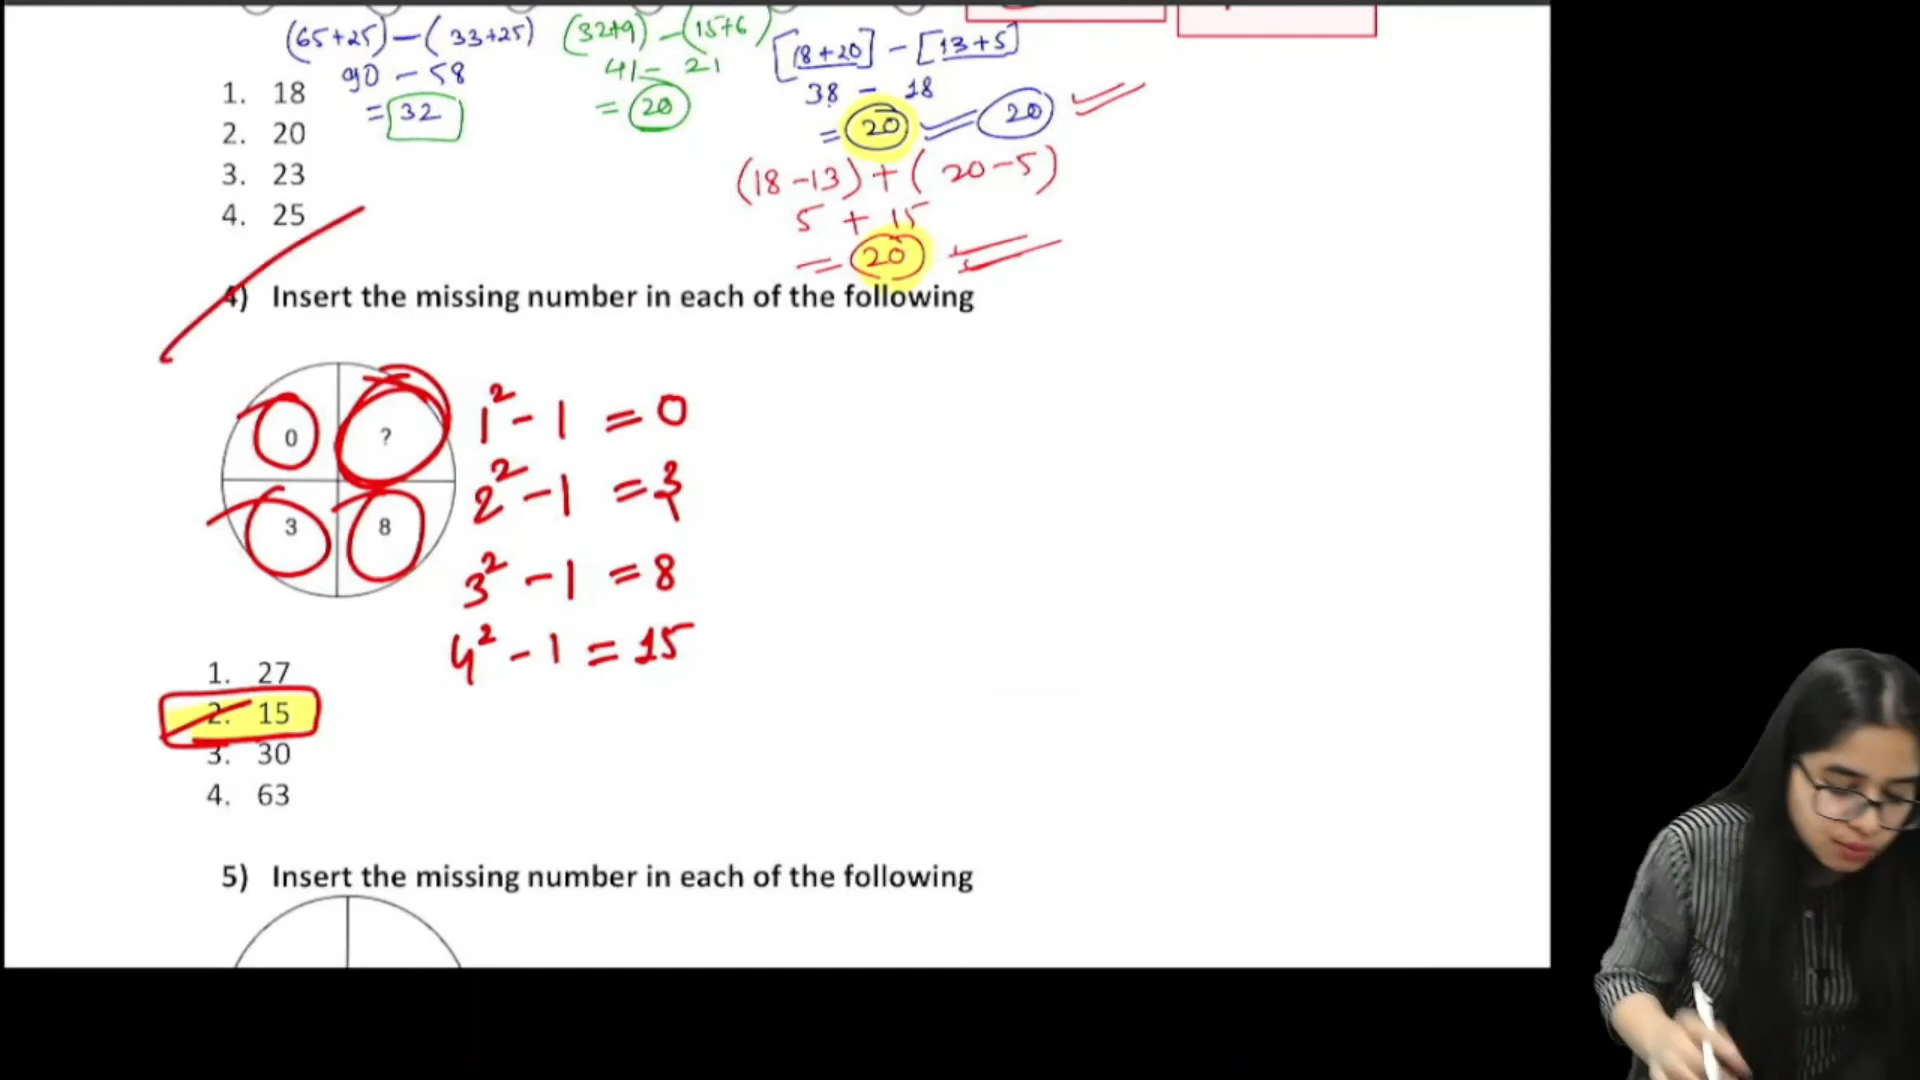 (65+25) - (33+25)
90 - 58
= 32
(32+9) - (15+6)
41 - 21
= 20
[18+20] - [13+5]
38 - 18
= 20
20
(18-13) + (20-5)
5 + 15
= 20
1. 18
2. 20
3. 23
4. 25
4) Insert the missing number in each of the following
0 ?
3 8
1² - 1 = 0
2² - 1 = 3
3² - 1 = 8
4² - 1 = 15
1. 27
2. 15
3. 30
4. 63
5) Insert the missing number in each of the following